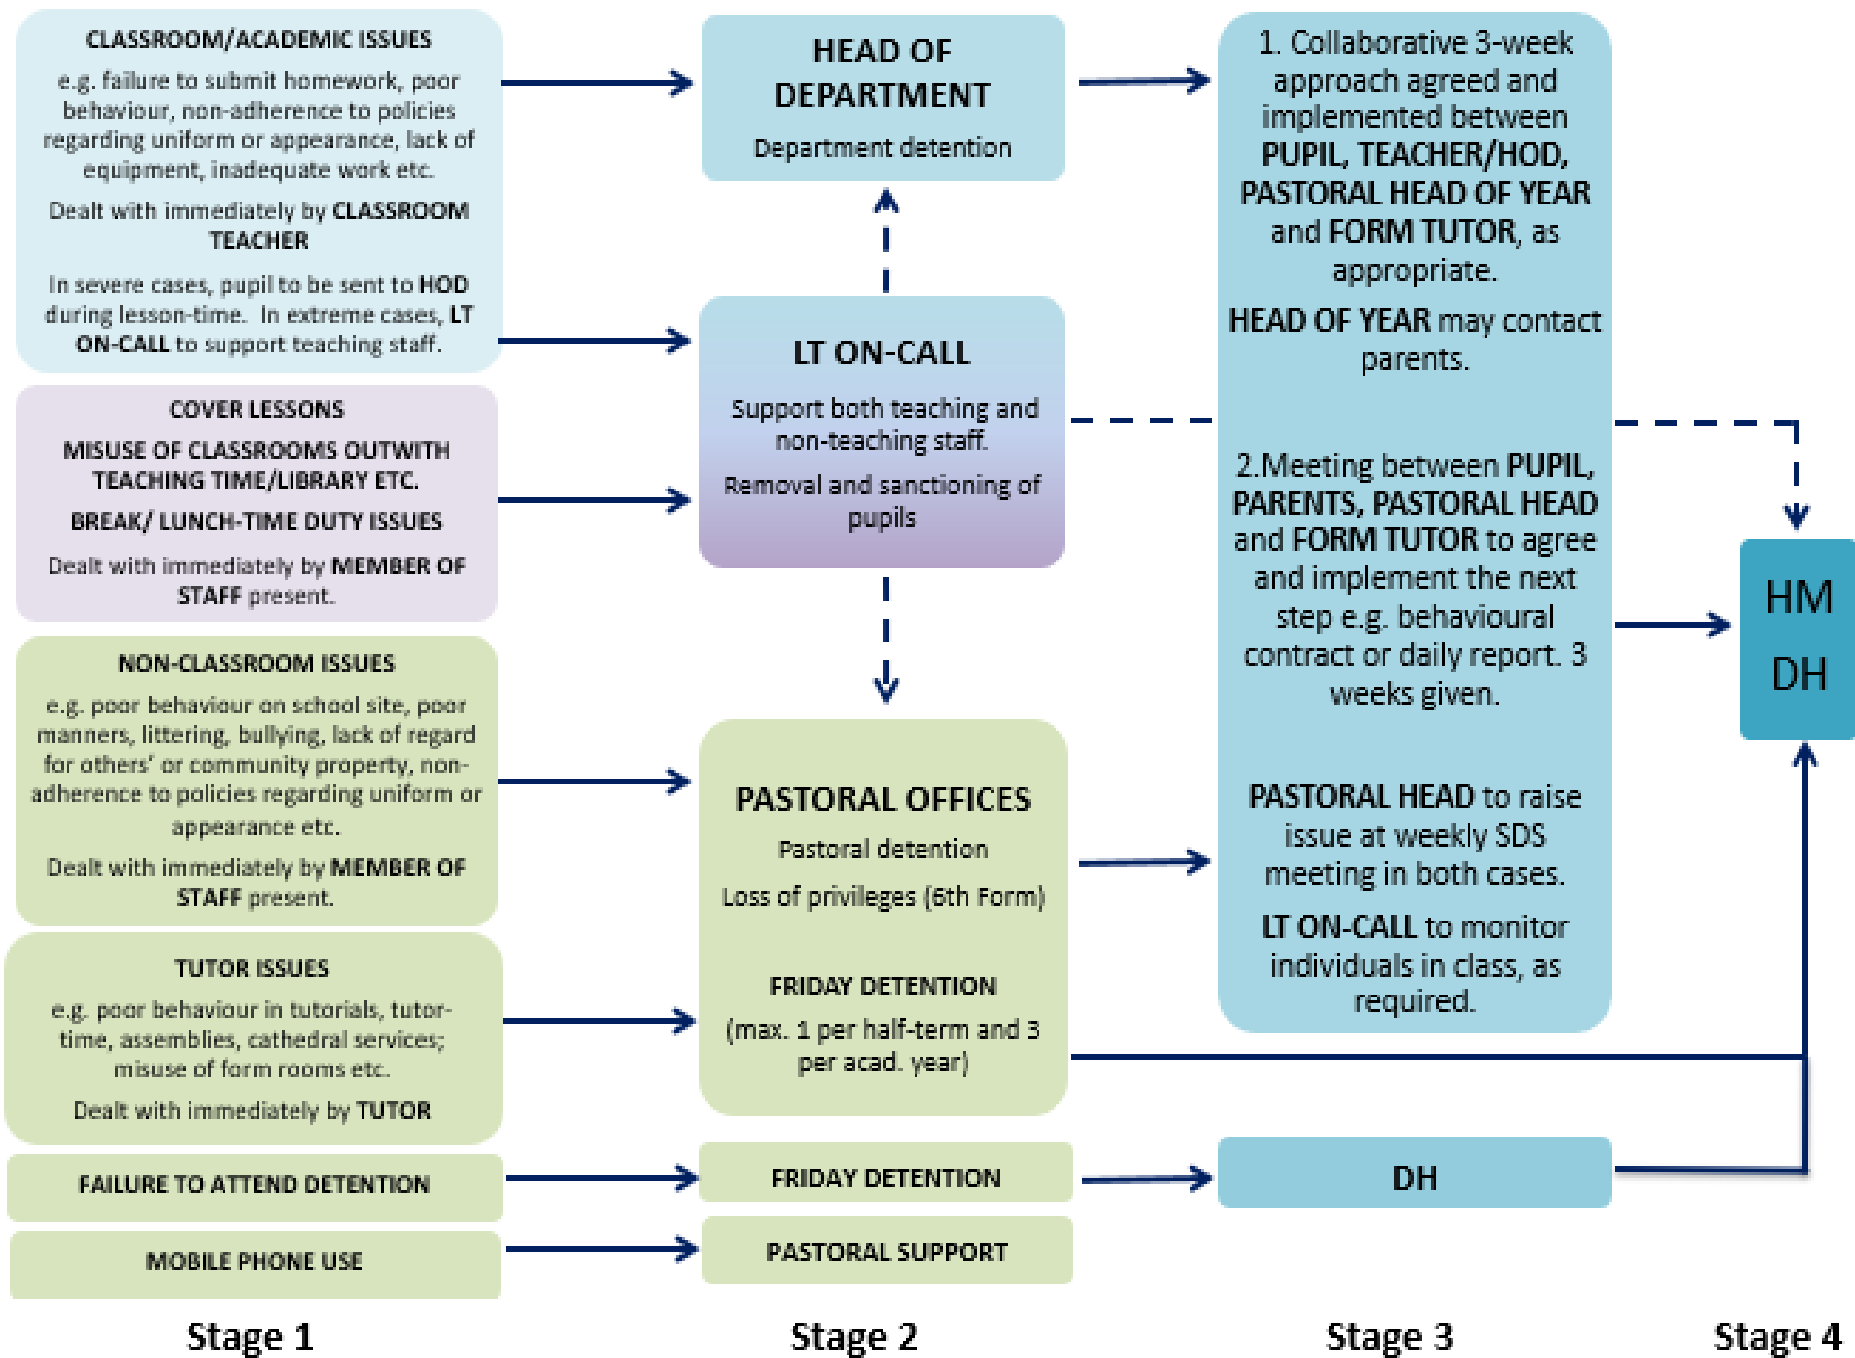 CLASSROOM/ACADEMIC ISSUES
e.g. failure to submit homework, poor
behaviour, non-adherence to policies
regarding uniform or appearance, lack of
equipment, inadequate work etc.
Dealt with immediately by CLASSROOM
TEACHER
In severe cases, pupil to be sent to HOD
during lesson-time. In extreme cases, LT
ON-CALL to support teaching staff.
COVER LESSONS
MISUSE OF CLASSROOMS OUTWITH
TEACHING TIME/LIBRARY ETC.
BREAK/ LUNCH-TIME DUTY ISSUES
Dealt with immediately by MEMBER OF
STAFF present.
NON-CLASSROOM ISSUES
e.g. poor behaviour on school site, poor
manners, littering, bullying, lack of regard
for others' or community property, non-
adherence to policies regarding uniform or
appearance etc.
Dealt with immediately by MEMBER OF
STAFF present.
TUTOR ISSUES
e.g. poor behaviour in tutorials, tutor-
time, assemblies, cathedral services;
misuse of form rooms etc.
Dealt with immediately by TUTOR
FAILURE TO ATTEND DETENTION
MOBILE PHONE USE
Stage 1
HEAD OF
DEPARTMENT
Department detention
LT ON-CALL
Support both teaching and
non-teaching staff.
Removal and sanctioning of
pupils
PASTORAL OFFICES
Pastoral detention
Loss of privileges (6th Form)
FRIDAY DETENTION
(max. 1 per half-term and 3
per acad. year)
FRIDAY DETENTION
PASTORAL SUPPORT
Stage 2
1. Collaborative 3-week
approach agreed and
implemented between
PUPIL, TEACHER/HOD,
PASTORAL HEAD OF YEAR
and FORM TUTOR, as
appropriate.
HEAD OF YEAR may contact
parents.
2.Meeting between PUPIL,
PARENTS, PASTORAL HEAD
and FORM TUTOR to agree
and implement the next
step e.g. behavioural
contract or daily report. 3
weeks given.
PASTORAL HEAD to raise
issue at weekly SDS
meeting in both cases.
LT ON-CALL to monitor
individuals in class, as
required.
DH
Stage 3
HM
DH
Stage 4